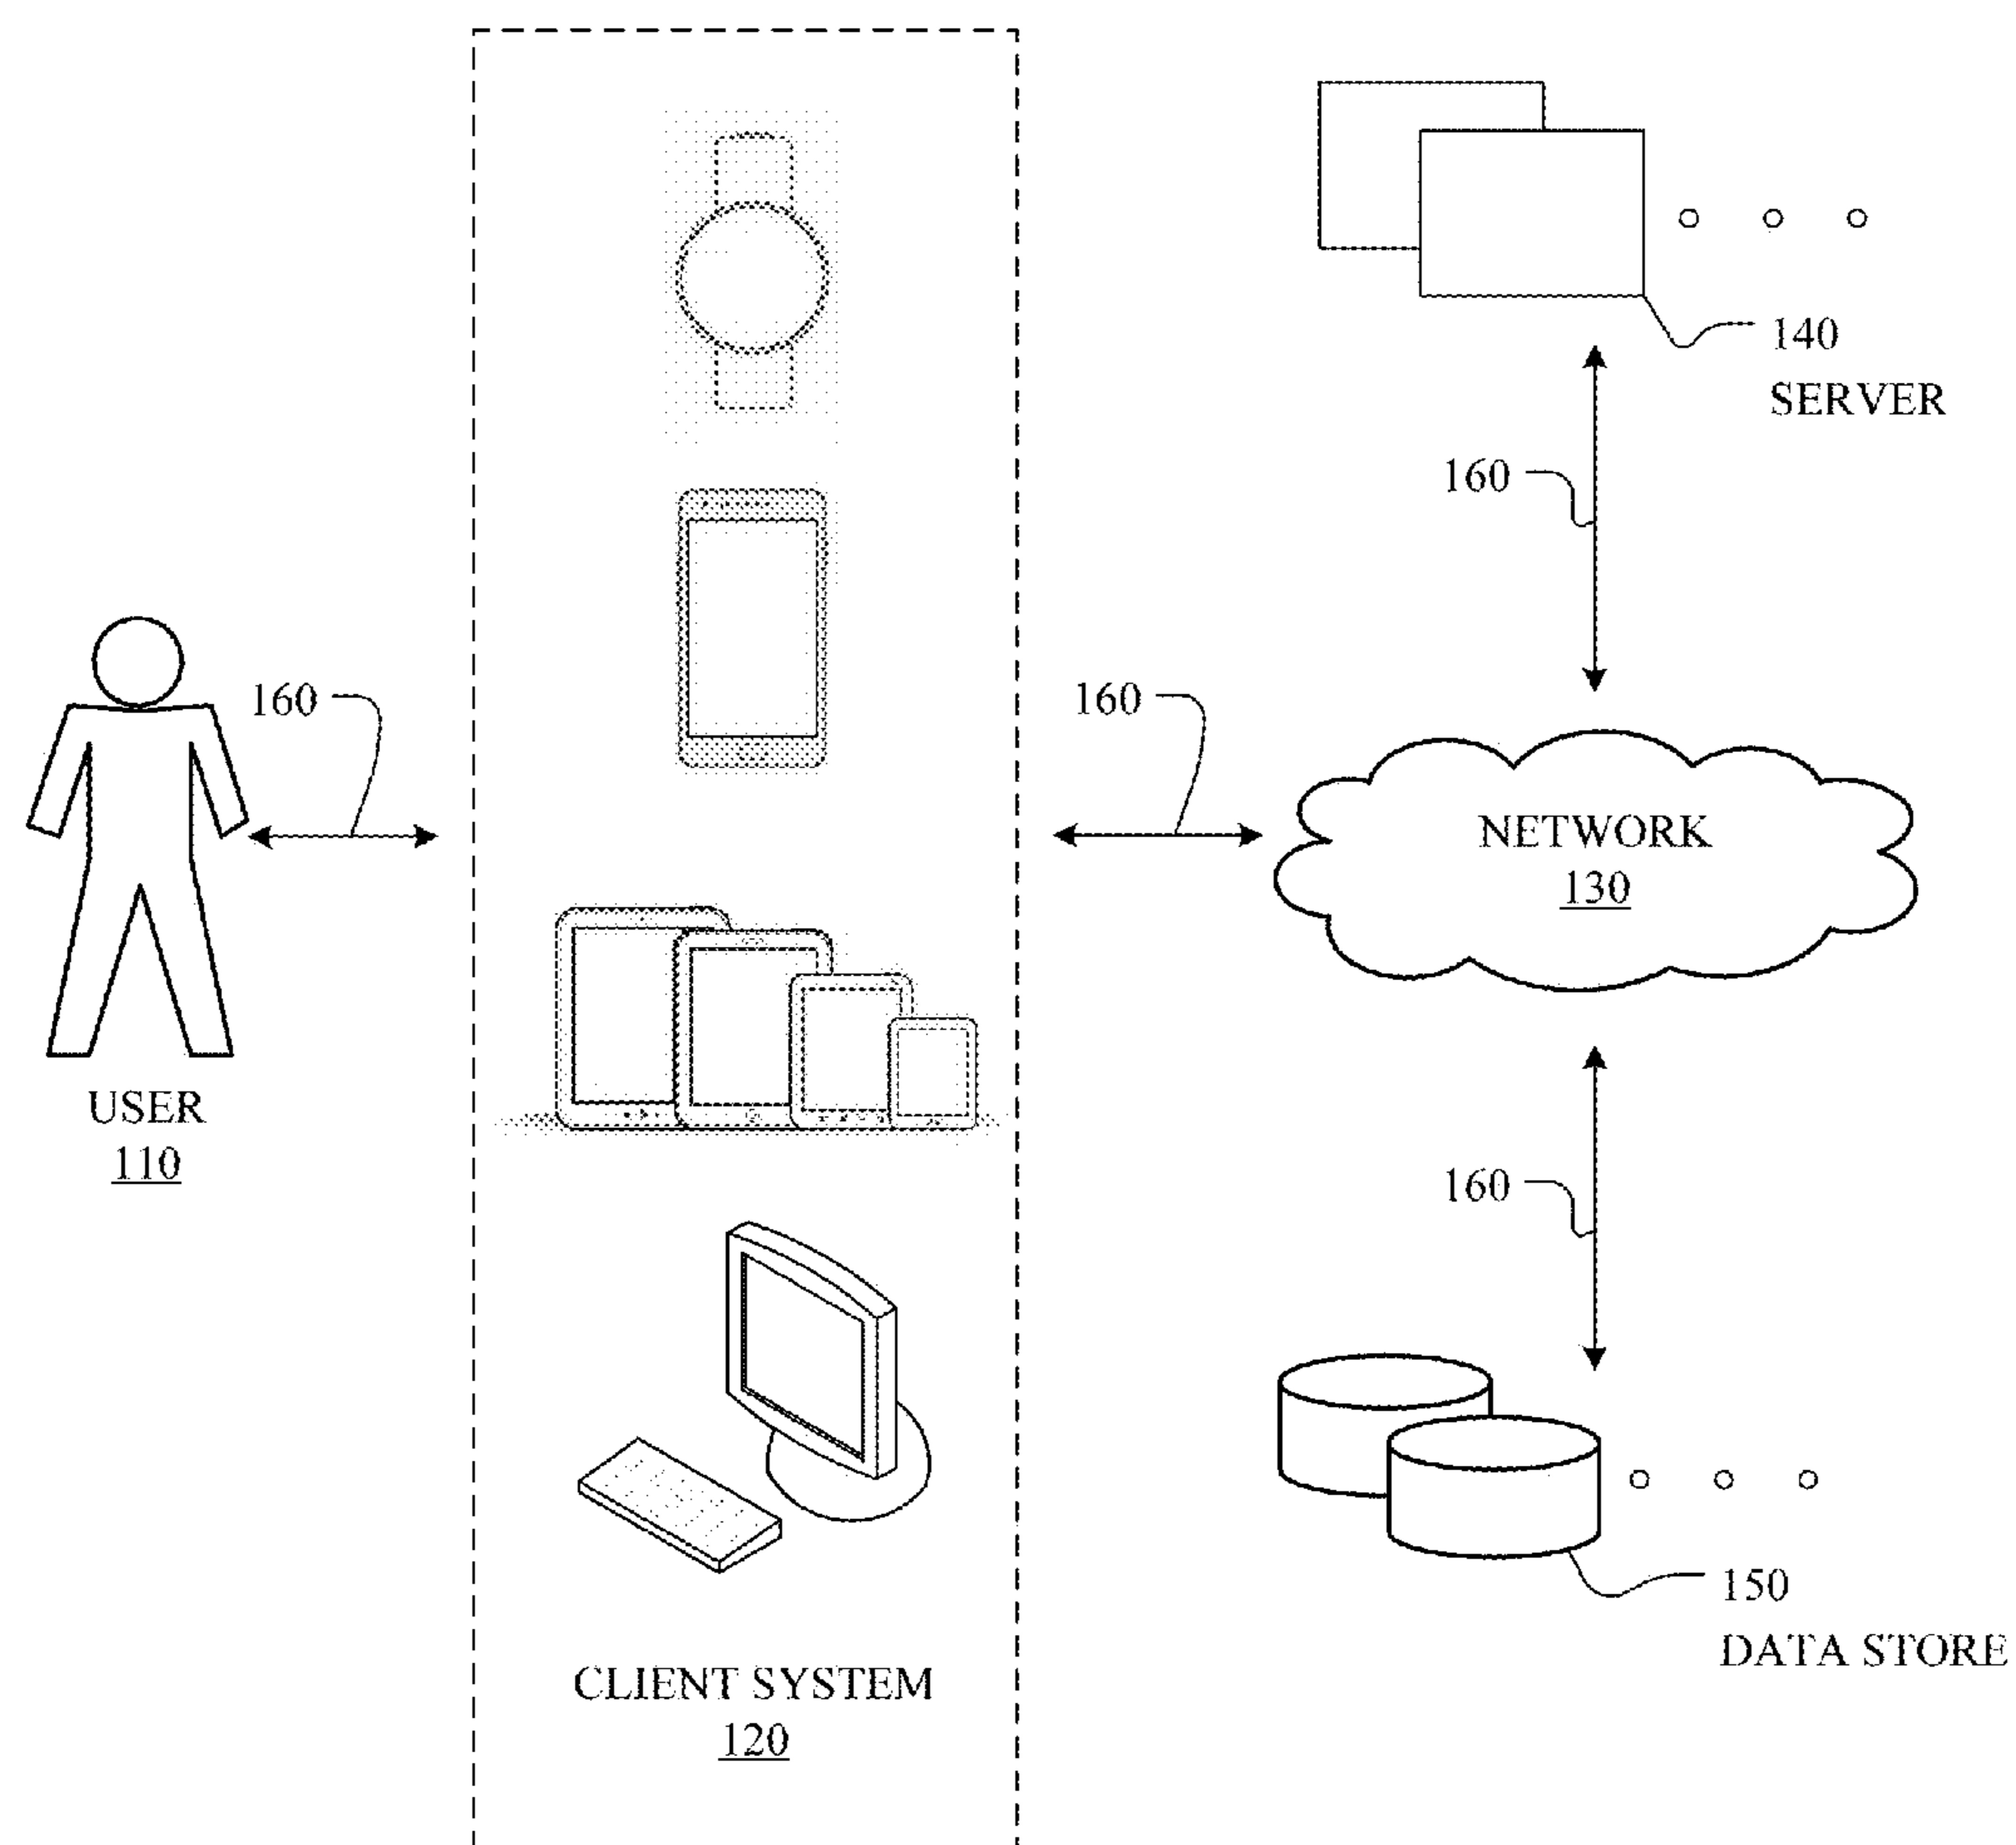 140
SERVER
160
160
160
NETWORK
130
USER
110
160
150
DATA STORE
CLIENT SYSTEM
120